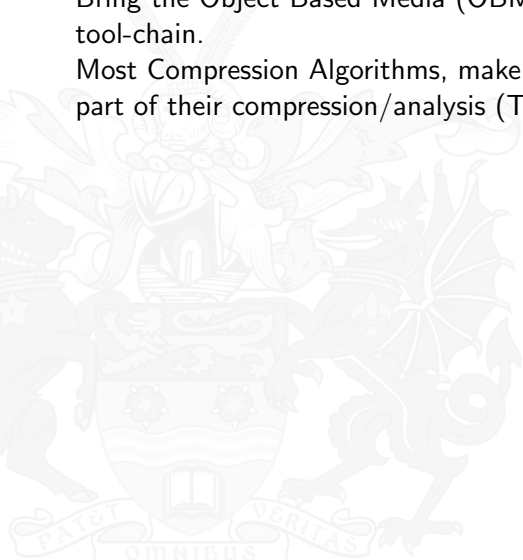 Bring the Object Based Media (OBM
tool-chain.
Most Compression Algorithms, make
part of their compression/analysis (T
PATET VERITAS
OMNIBUS